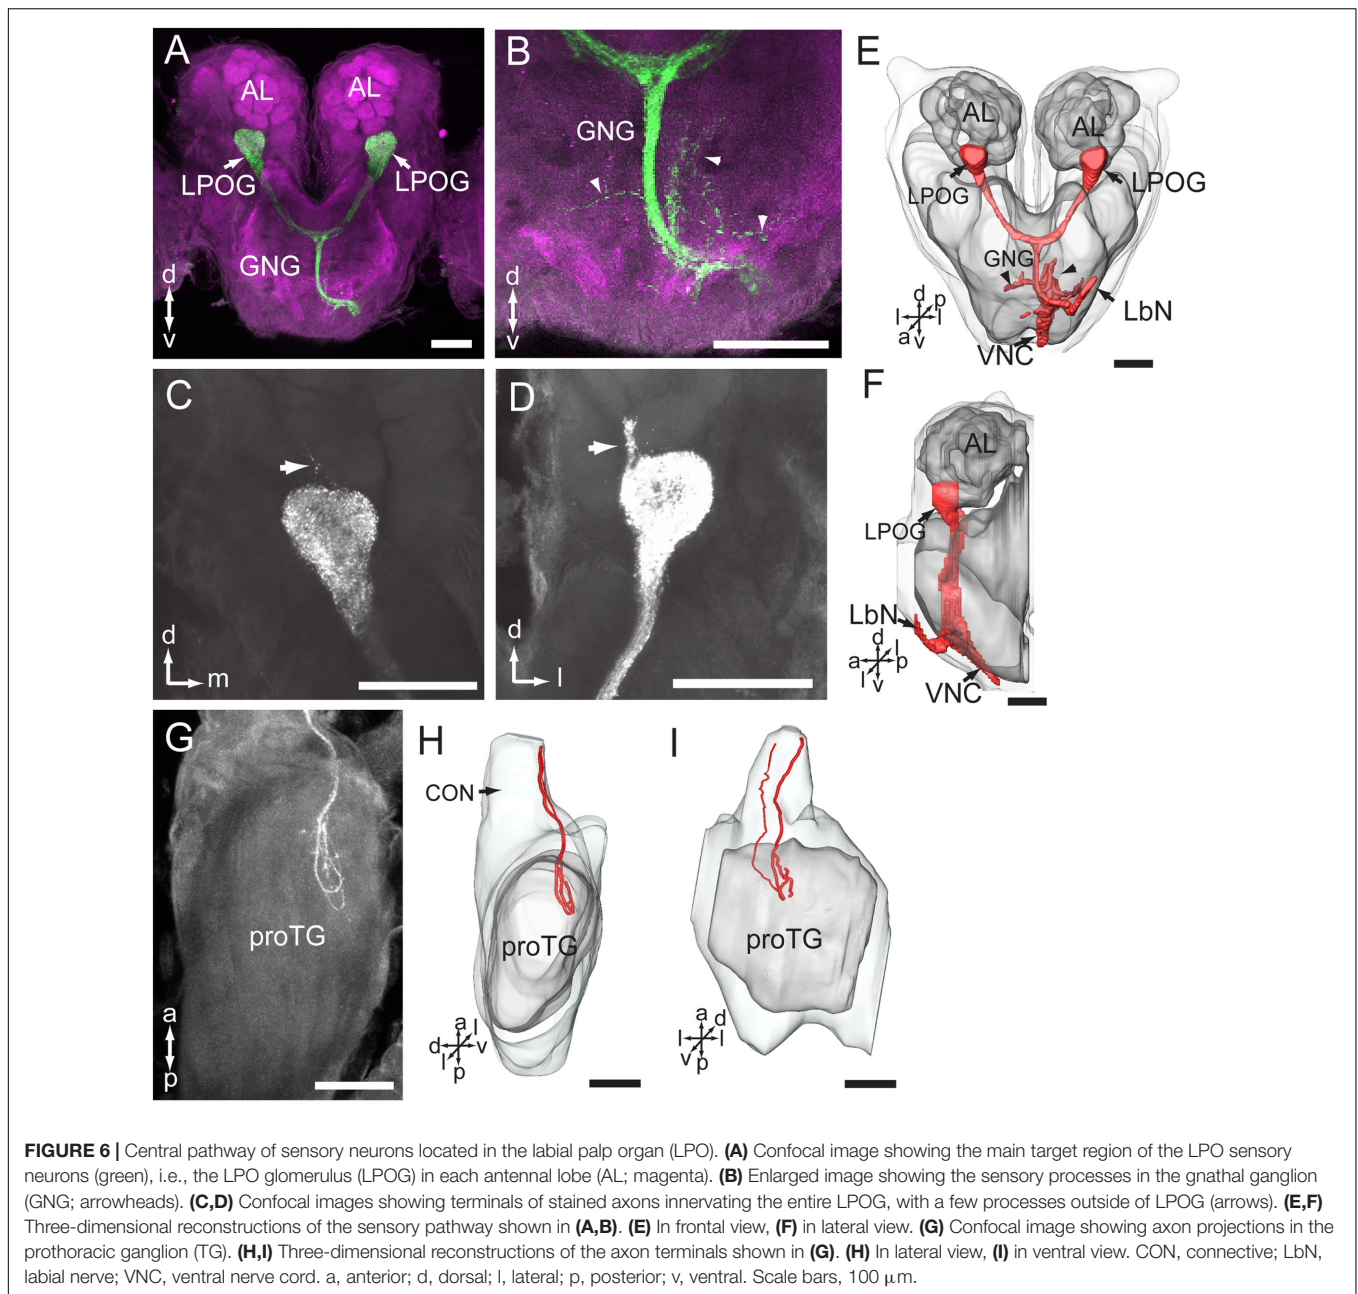 A
AL
AL
LPOG
LPOG
GNG
d
v
B
GNG
d
v
E
AL
AL
LPOG
LPOG
GNG
LbN
d
p
l
l
a
v
VNC
C
d
m
D
d
l
F
AL
LPOG
LbN
d
l
a
p
l
v
VNC
G
proTG
a
p
H
CON
proTG
a
l
d
v
l
p
I
proTG
a
d
l
l
v
p
FIGURE 6 | Central pathway of sensory neurons located in the labial palp organ (LPO). (A) Confocal image showing the main target region of the LPO sensory
neurons (green), i.e., the LPO glomerulus (LPOG) in each antennal lobe (AL; magenta). (B) Enlarged image showing the sensory processes in the gnathal ganglion
(GNG; arrowheads). (C,D) Confocal images showing terminals of stained axons innervating the entire LPOG, with a few processes outside of LPOG (arrows). (E,F)
Three-dimensional reconstructions of the sensory pathway shown in (A,B). (E) In frontal view, (F) in lateral view. (G) Confocal image showing axon projections in the
prothoracic ganglion (TG). (H,I) Three-dimensional reconstructions of the axon terminals shown in (G). (H) In lateral view, (I) in ventral view. CON, connective; LbN,
labial nerve; VNC, ventral nerve cord. a, anterior; d, dorsal; l, lateral; p, posterior; v, ventral. Scale bars, 100 μm.